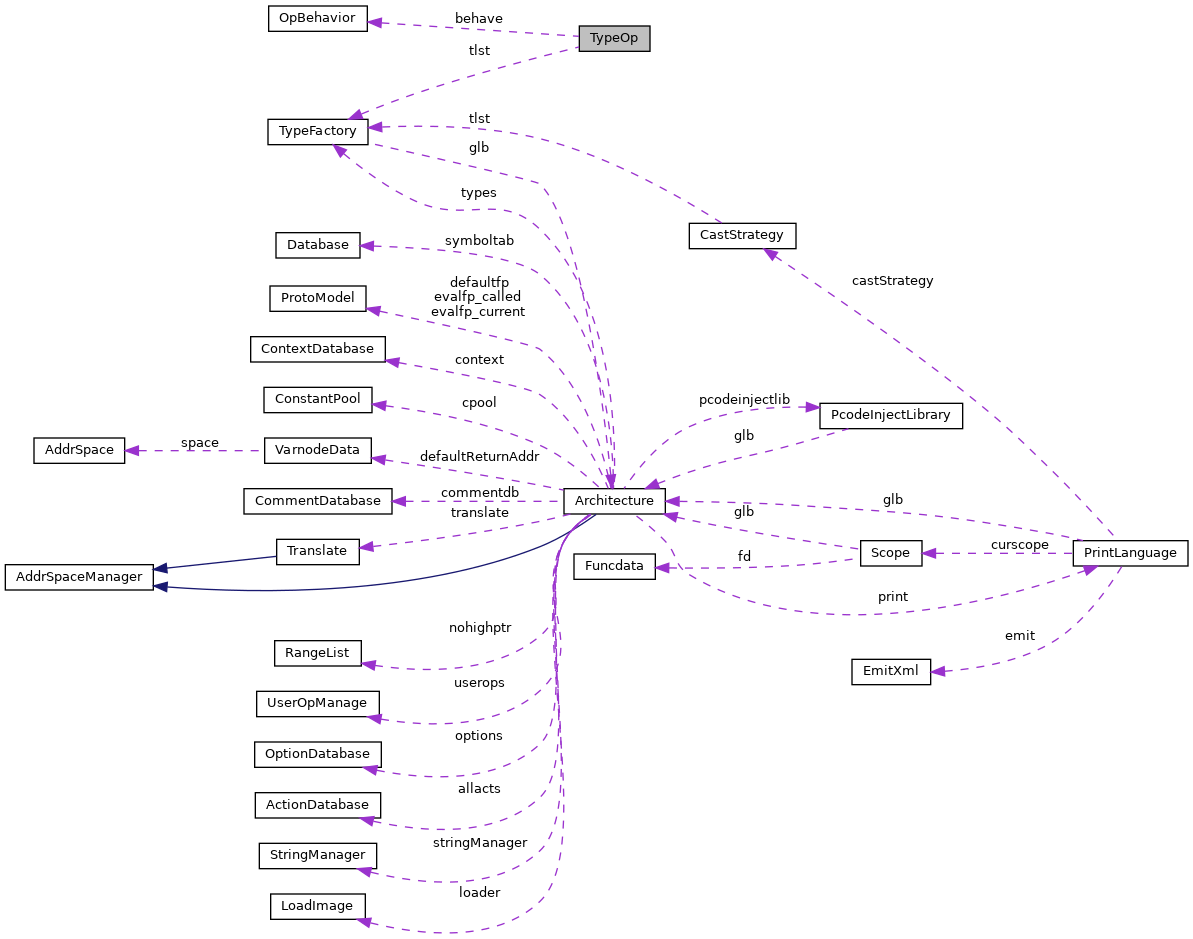 OpBehavior
behave
TypeOp
tlst
TypeFactory
tlst
glb
types
CastStrategy
Database
symboltab
castStrategy
ProtoModel
defaultfp
evalfp_called
evalfp_current
ContextDatabase
context
ConstantPool
cpool
pcodeinjectlib
PcodeInjectLibrary
glb
AddrSpace
space
VarnodeData
defaultReturnAddr
CommentDatabase
commentdb
Architecture
glb
glb
translate
Translate
Scope
curscope
PrintLanguage
AddrSpaceManager
Funcdata
fd
print
nohighptr
RangeList
emit
EmitXml
userops
UserOpManage
options
OptionDatabase
allacts
ActionDatabase
stringManager
StringManager
loader
LoadImage